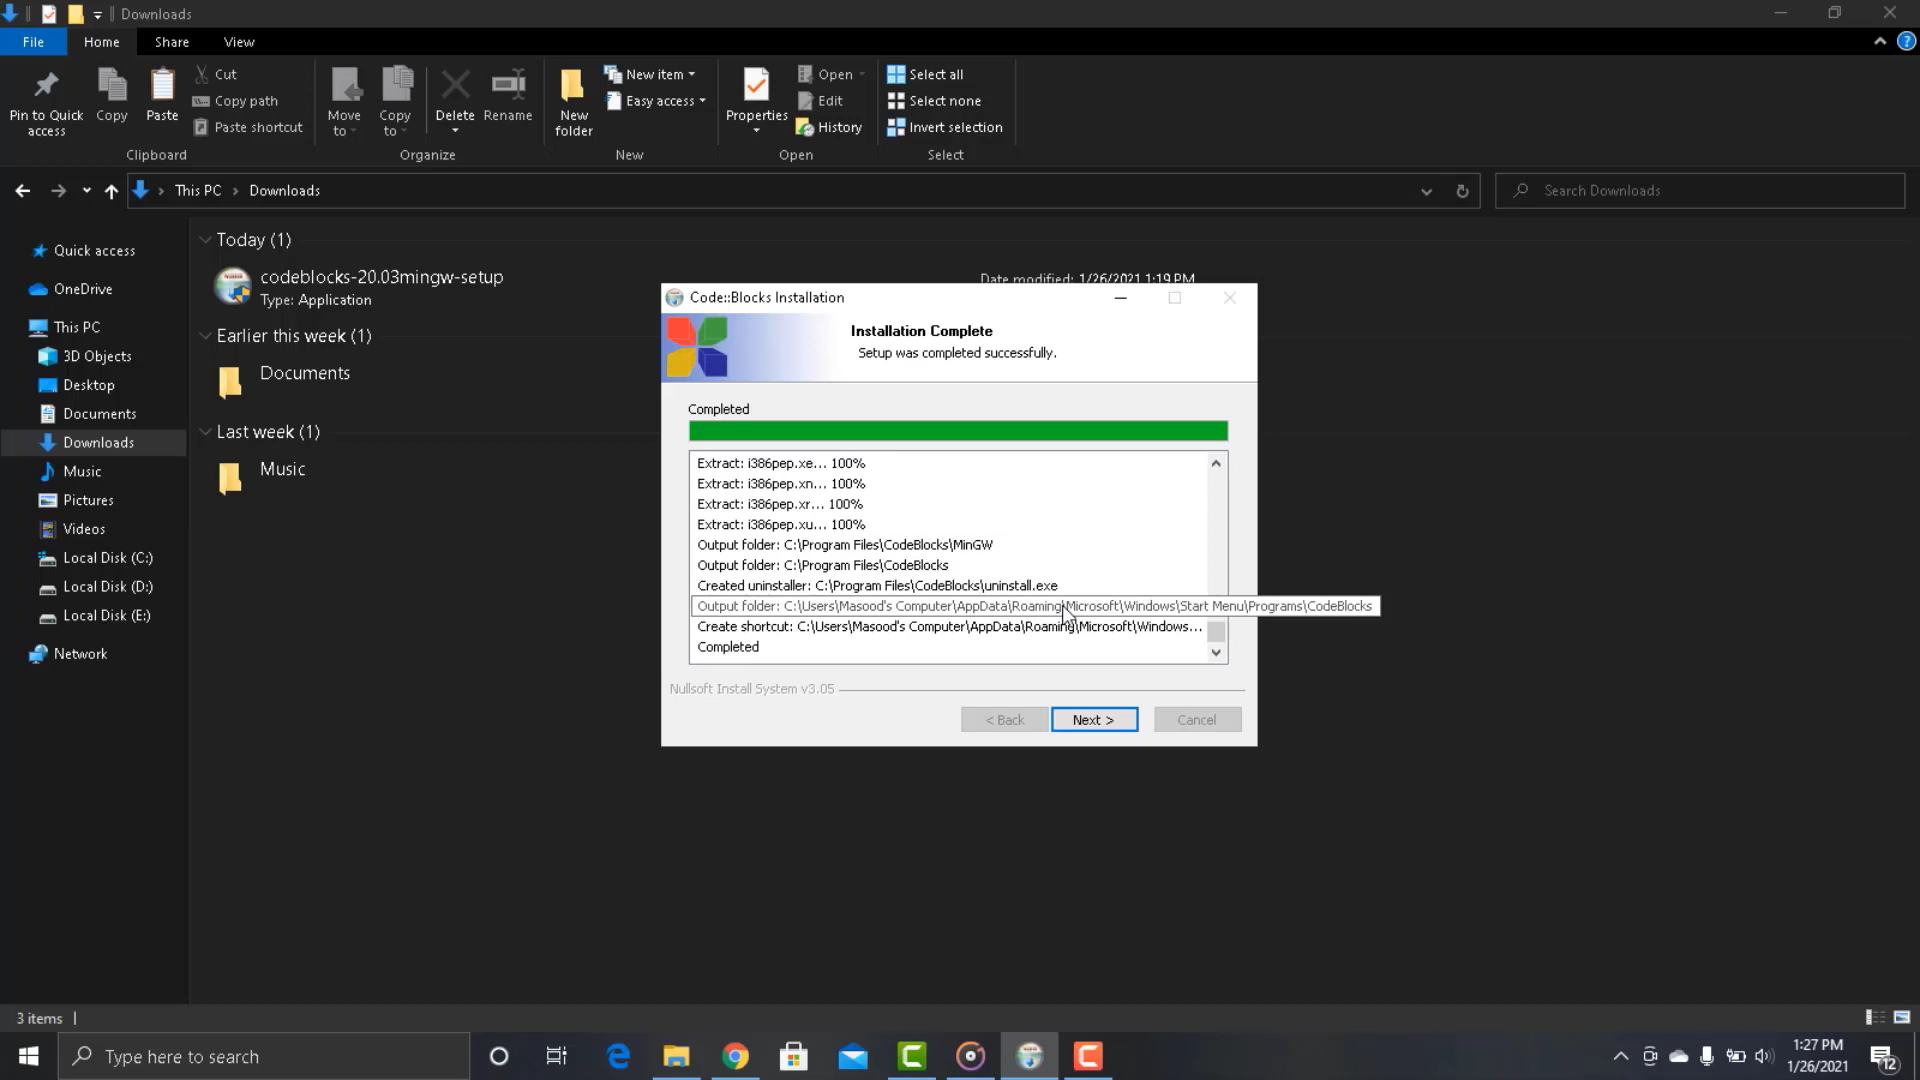 Downloads
File Home Share View
Pin to Quick access
Copy
Paste
Cut
Copy path
Paste shortcut
Clipboard
Move to
Copy to
Delete
Rename
Organize
New folder
New item
Easy access
New
Properties
Open
Edit
History
Open
Select all
Select none
Invert selection
Select
This PC > Downloads
Search Downloads
Quick access
OneDrive
This PC
3D Objects
Desktop
Documents
Downloads
Music
Pictures
Videos
Local Disk (C:)
Local Disk (D:)
Local Disk (E:)
Network
Today (1)
codeblocks-20.03mingw-setup
Type: Application
Date modified: 1/26/2021 1:19 PM
Earlier this week (1)
Documents
Last week (1)
Music
Code::Blocks Installation
Installation Complete
Setup was completed successfully.
Completed
Extract: i386pep.xe... 100%
Extract: i386pep.xn... 100%
Extract: i386pep.xr... 100%
Extract: i386pep.xu... 100%
Output folder: C:\Program Files\CodeBlocks\MinGW
Output folder: C:\Program Files\CodeBlocks
Created uninstaller: C:\Program Files\CodeBlocks\uninstall.exe
Output folder: C:\Users\Masood's Computer\AppData\Roaming\Microsoft\Windows\Start Menu\Programs\CodeBlocks
Create shortcut: C:\Users\Masood's Computer\AppData\Roaming\Microsoft\Windows...
Completed
Nullsoft Install System v3.05
< Back
Next >
Cancel
3 items
Type here to search
1:27 PM
1/26/2021
12